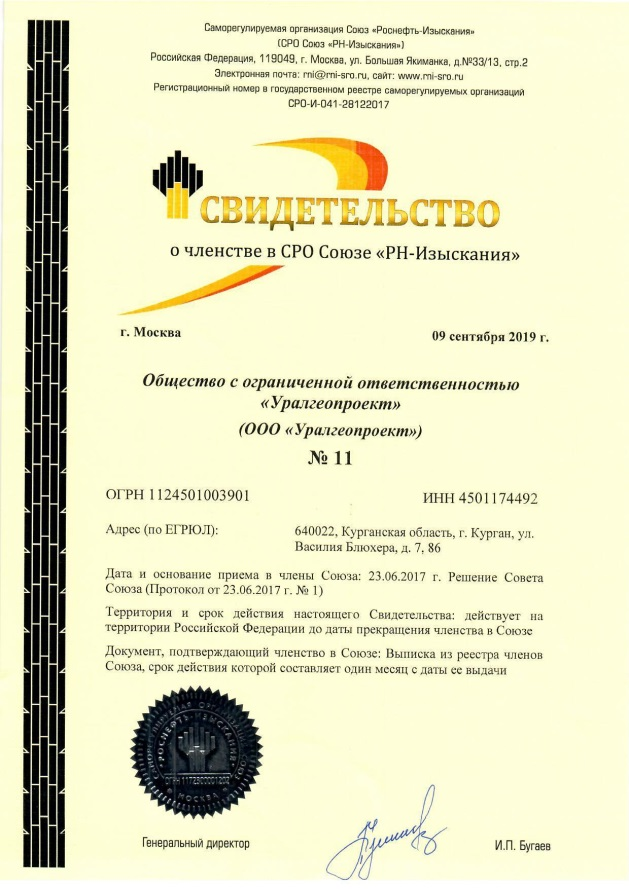 Саморегулируемая организация Союз «Роснефть-Изыскания»
(СРО Союз «РН-Изыскания»)
Российская Федерация, 119049, г. Москва, ул. Большая Якиманка, д.№33/13, стр.2
Электронная почта: rni@rni-sro.ru, сайт: www.rni-sro.ru
Регистрационный номер в государственном реестре саморегулируемых организаций
СРО-И-041-28122017
СВИДЕТЕЛЬСТВО
о членстве в СРО Союзе «РН-Изыскания»
г. Москва
09 сентября 2019 г.
Общество с ограниченной ответственностью
«Уралгеопроект»
(ООО «Уралгеопроект»)
№ 11
ОГРН 1124501003901
ИНН 4501174492
Адрес (по ЕГРЮЛ):
640022, Курганская область, г. Курган, ул.
Василия Блюхера, д. 7, 86
Дата и основание приема в члены Союза: 23.06.2017 г. Решение Совета
Союза (Протокол от 23.06.2017 г. № 1)
Территория и срок действия настоящего Свидетельства: действует на
территории Российской Федерации до даты прекращения членства в Союзе
Документ, подтверждающий членство в Союзе: Выписка из реестра членов
Союза, срок действия которой составляет один месяц с даты ее выдачи
САМОРЕГУЛИРУЕМАЯ
РОСНЕФТЬ-ИЗЫСКАНИЯ
МОСКВА
Генеральный директор
И.П. Бугаев